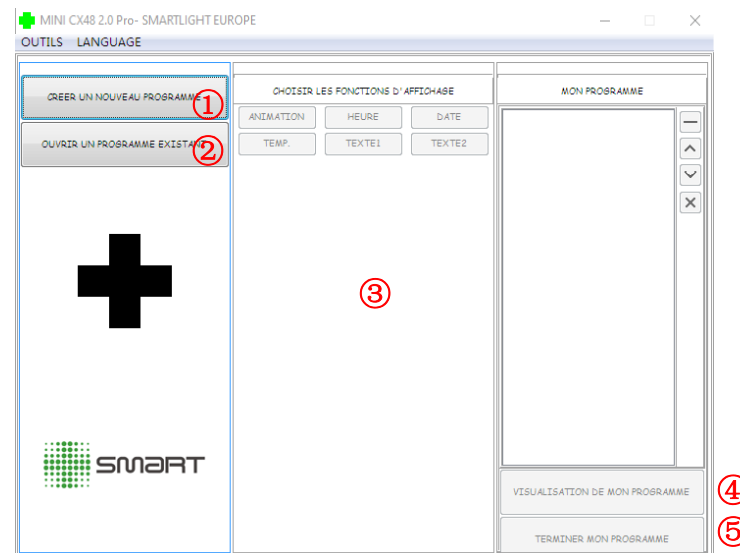 MINI CX48 2.0 Pro- SMARTLIGHT EUROPE
OUTILS LANGUAGE
CREER UN NOUVEAU PROGRAMME
①
OUVRIR UN PROGRAMME EXISTANT
②
SMART
CHOISIR LES FONCTIONS D'AFFICHAGE
ANIMATION HEURE DATE
TEMP. TEXTE1 TEXTE2
③
MON PROGRAMME
VISUALISATION DE MON PROGRAMME
④
TERMINER MON PROGRAMME
⑤